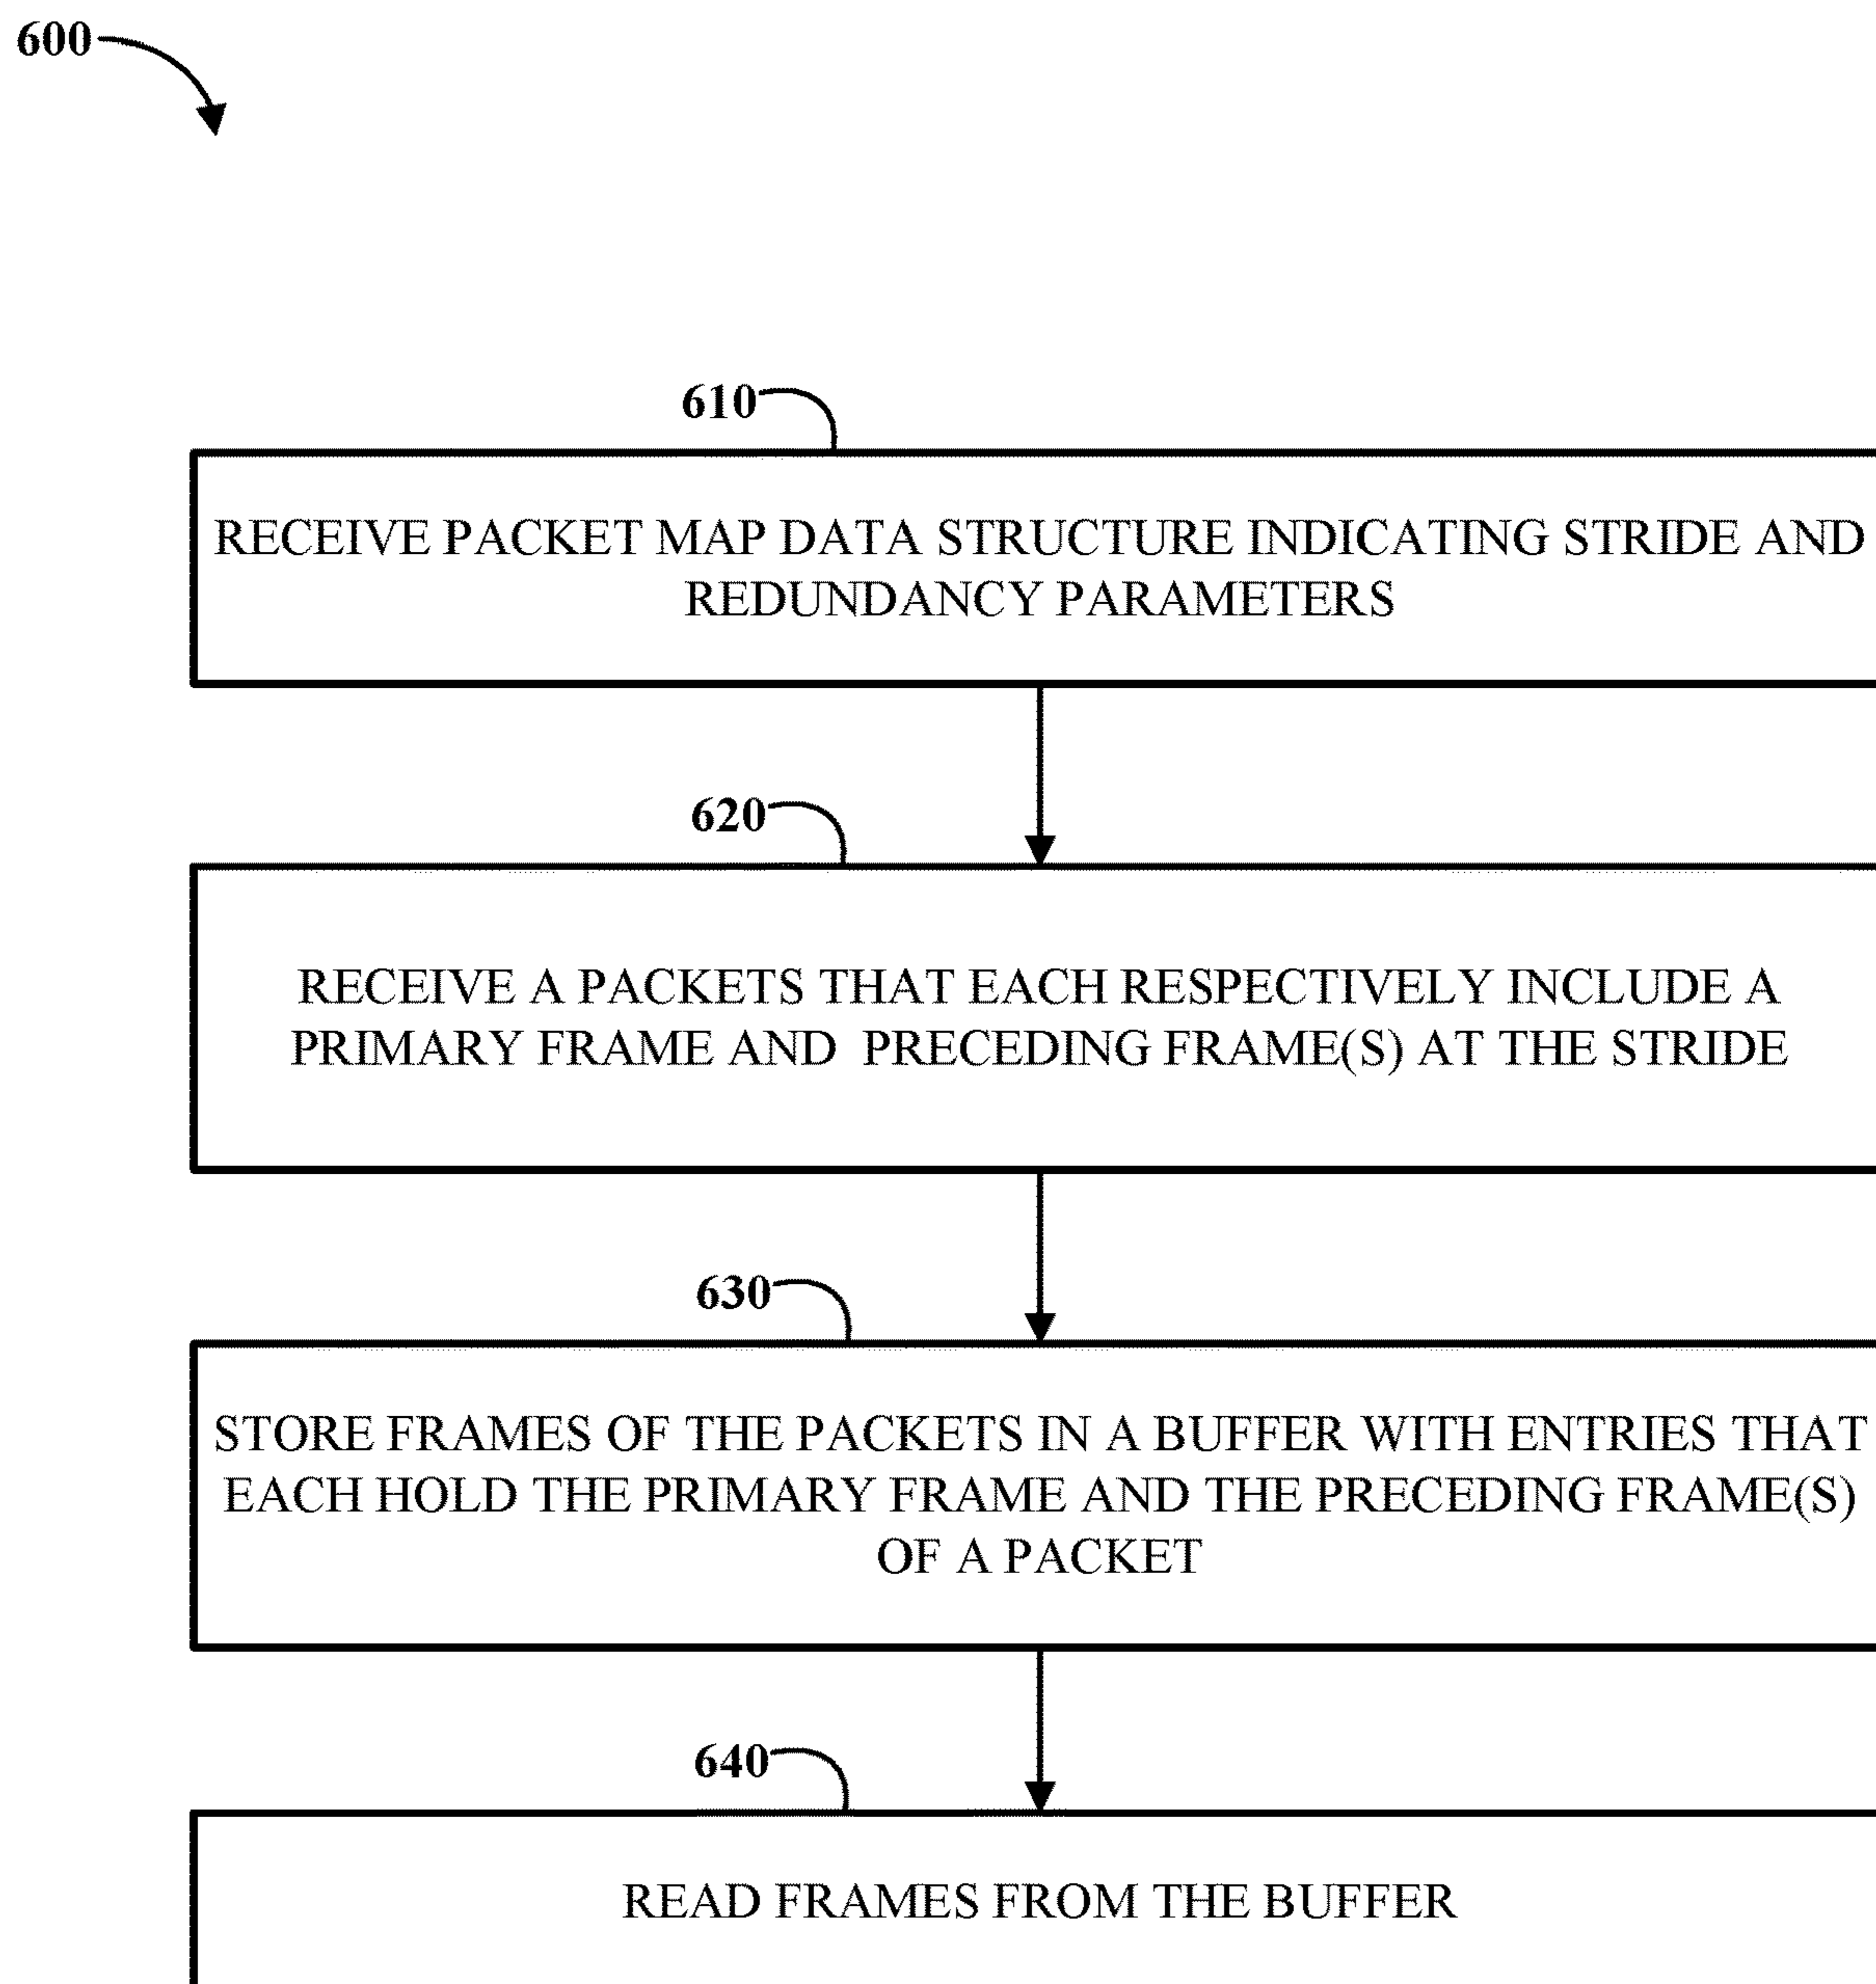 600
610
RECEIVE PACKET MAP DATA STRUCTURE INDICATING STRIDE AND
REDUNDANCY PARAMETERS
620
RECEIVE A PACKETS THAT EACH RESPECTIVELY INCLUDE A
PRIMARY FRAME AND PRECEDING FRAME(S) AT THE STRIDE
630
STORE FRAMES OF THE PACKETS IN A BUFFER WITH ENTRIES THAT
EACH HOLD THE PRIMARY FRAME AND THE PRECEDING FRAME(S)
OF A PACKET
640
READ FRAMES FROM THE BUFFER